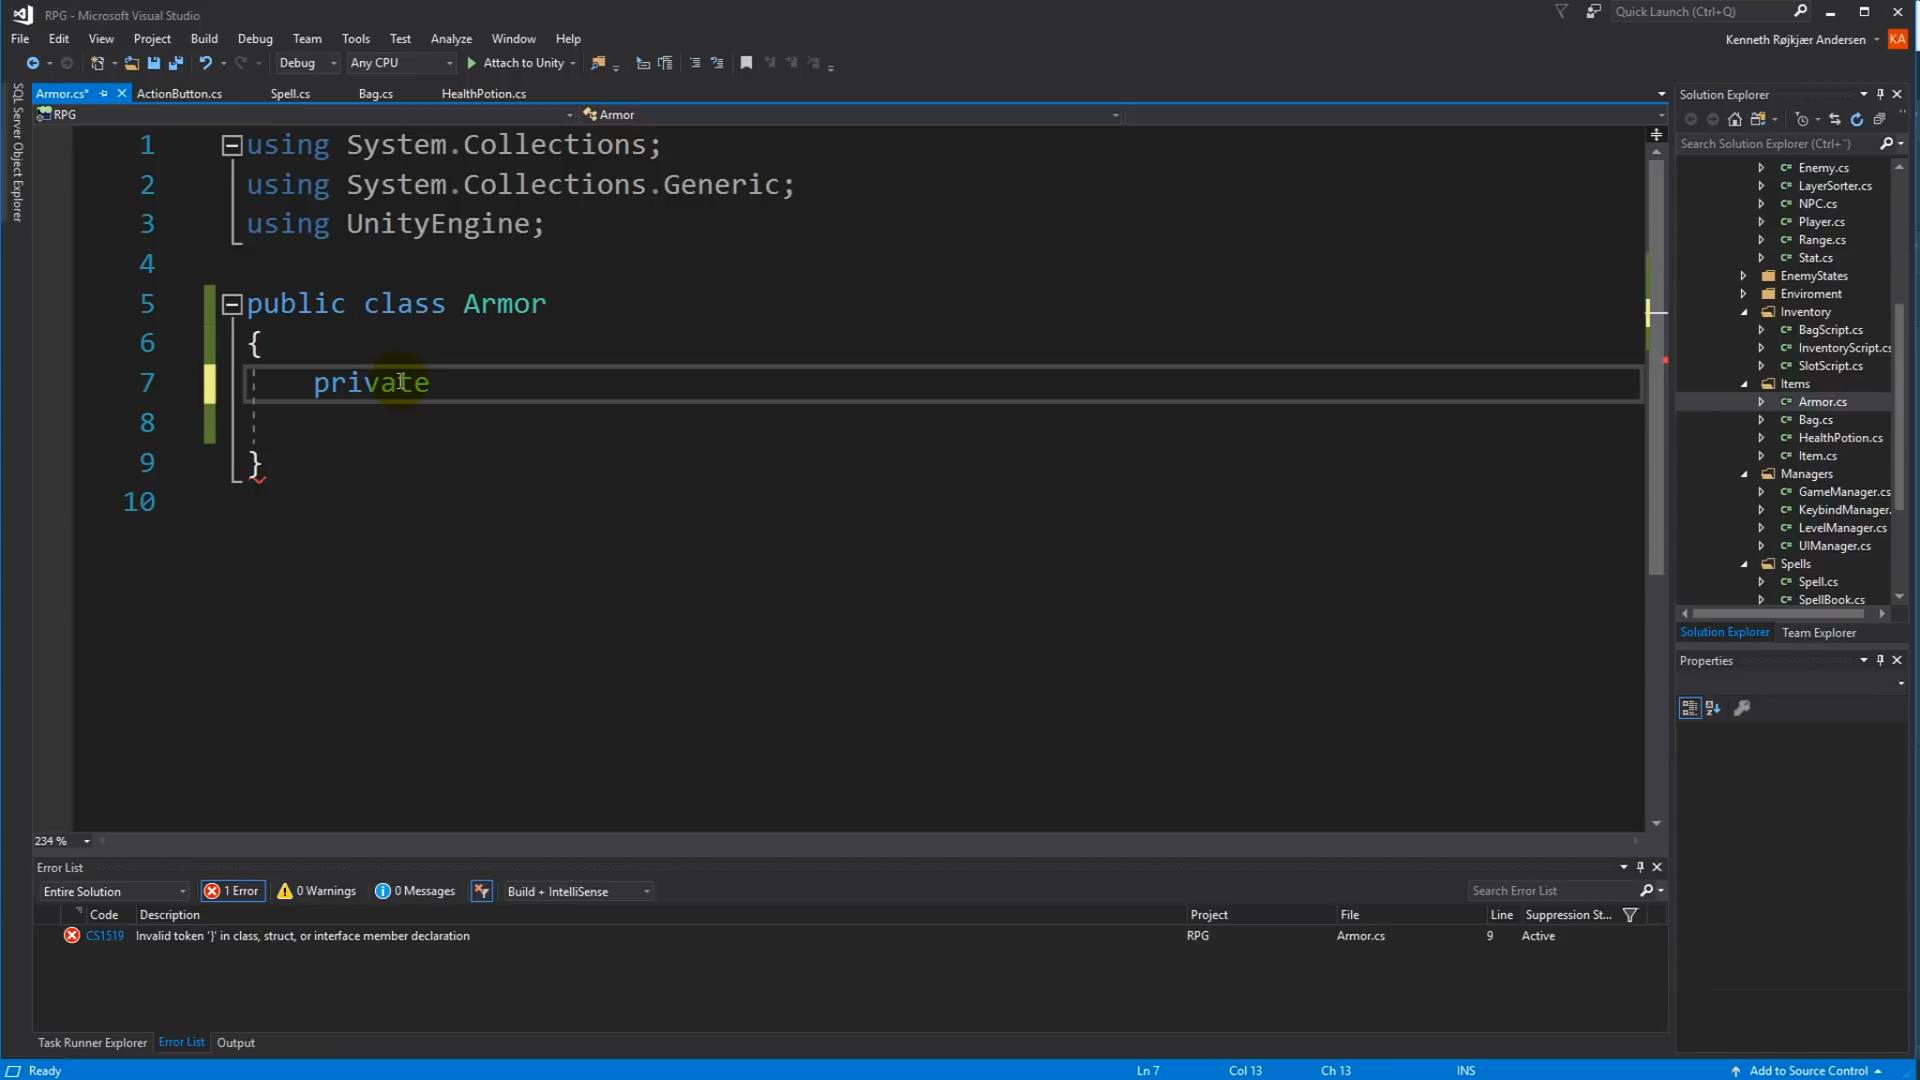 RPG - Microsoft Visual Studio
Quick Launch (Ctrl+Q)
File Edit View Project Build Debug Team Tools Test Analyze Window Help
Kenneth Røjkjær Andersen KA
Debug Any CPU Attach to Unity
Armor.cs* ActionButton.cs Spell.cs Bag.cs HealthPotion.cs
RPG Armor
SQL Server Object Explorer
1 using System.Collections;
2 using System.Collections.Generic;
3 using UnityEngine;
4
5 public class Armor
6 {
7 private
8
9 }
10
234 %
Solution Explorer
Search Solution Explorer (Ctrl+¨)
Enemy.cs
LayerSorter.cs
NPC.cs
Player.cs
Range.cs
Stat.cs
EnemyStates
Enviroment
Inventory
BagScript.cs
InventoryScript.cs
SlotScript.cs
Items
Armor.cs
Bag.cs
HealthPotion.cs
Item.cs
Managers
GameManager.cs
KeybindManager.
LevelManager.cs
UIManager.cs
Spells
Spell.cs
SpellBook.cs
Solution Explorer Team Explorer
Properties
Error List
Entire Solution 1 Error 0 Warnings 0 Messages Build + IntelliSense Search Error List
Code Description Project File Line Suppression St...
CS1519 Invalid token '}' in class, struct, or interface member declaration RPG Armor.cs 9 Active
Task Runner Explorer Error List Output
Ready Ln 7 Col 13 Ch 13 INS Add to Source Control